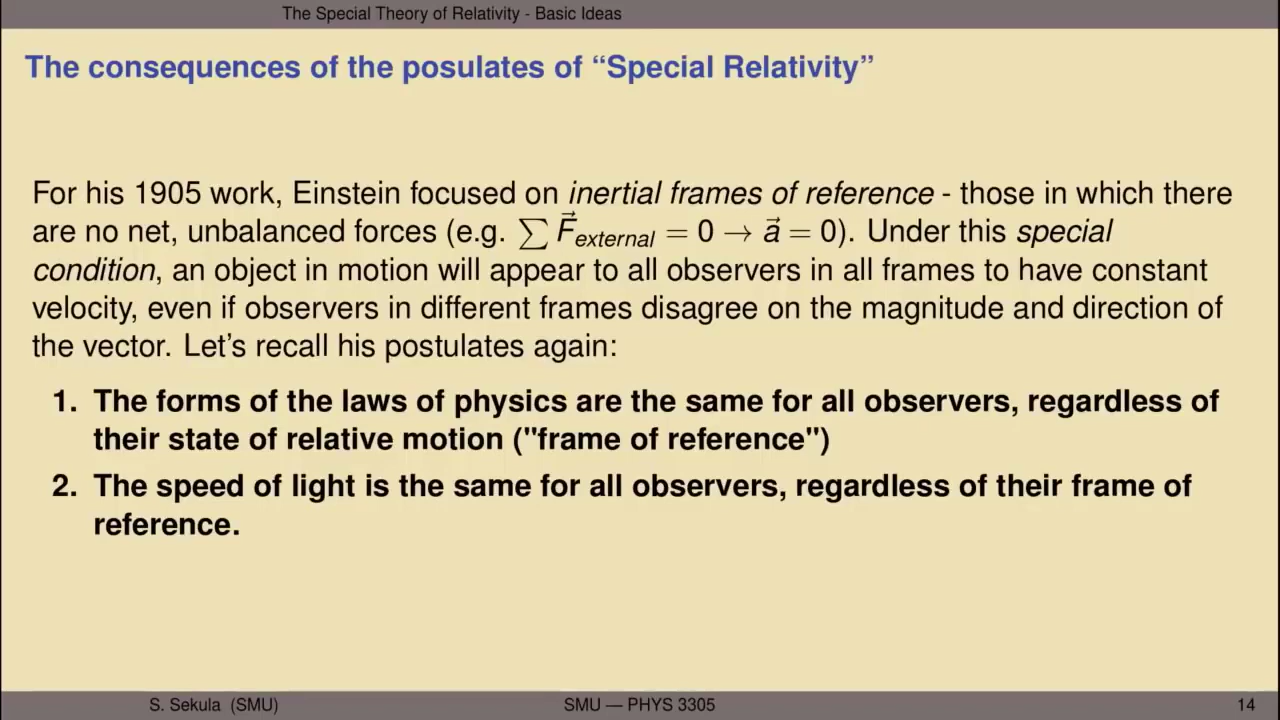 The Special Theory of Relativity - Basic Ideas
The consequences of the posulates of “Special Relativity”
For his 1905 work, Einstein focused on inertial frames of reference - those in which there
are no net, unbalanced forces (e.g. ∑ F⃗external = 0 → a⃗ = 0). Under this special
condition, an object in motion will appear to all observers in all frames to have constant
velocity, even if observers in different frames disagree on the magnitude and direction of
the vector. Let’s recall his postulates again:
1. The forms of the laws of physics are the same for all observers, regardless of
their state of relative motion ("frame of reference")
2. The speed of light is the same for all observers, regardless of their frame of
reference.
S. Sekula (SMU) SMU — PHYS 3305 14